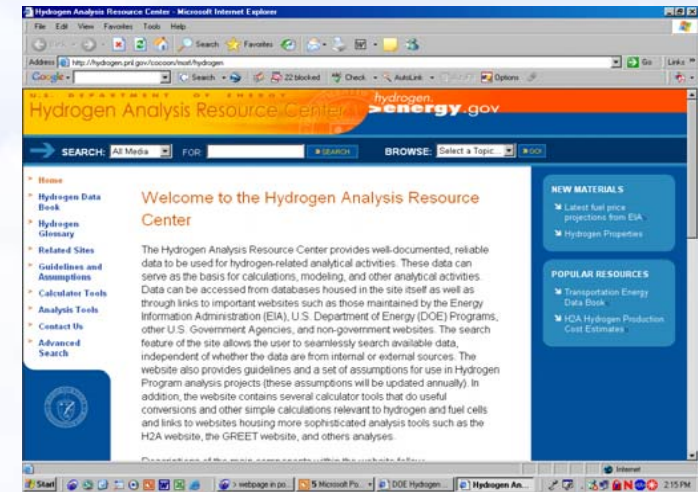 Hydrogen Analysis Resource Center - Microsoft Internet Explorer
File Edit View Favorites Tools Help
Search Favorites
Address http://hydrogen.pnl.gov/cocoon/morf/hydrogen Go Links »
Google Search 22 blocked Check AutoLink Options
U.S. DEPARTMENT OF ENERGY
Hydrogen Analysis Resource Center
hydrogen.
>energy.gov
SEARCH: All Media FOR: SEARCH BROWSE: Select a Topic... GO
Home
Hydrogen Data
Book
Hydrogen
Glossary
Related Sites
Guidelines and
Assumptions
Calculator Tools
Analysis Tools
Contact Us
Advanced
Search
Welcome to the Hydrogen Analysis Resource
Center
The Hydrogen Analysis Resource Center provides well-documented, reliable
data to be used for hydrogen-related analytical activities. These data can
serve as the basis for calculations, modeling, and other analytical activities.
Data can be accessed from databases housed in the site itself as well as
through links to important websites such as those maintained by the Energy
Information Administration (EIA), U.S. Department of Energy (DOE) Programs,
other U.S. Government Agencies, and non-government websites. The search
feature of the site allows the user to seamlessly search available data,
independent of whether the data are from internal or external sources. The
website also provides guidelines and a set of assumptions for use in Hydrogen
Program analysis projects (these assumptions will be updated annually). In
addition, the website contains several calculator tools that do useful
conversions and other simple calculations relevant to hydrogen and fuel cells
and links to websites housing more sophisticated analysis tools such as the
H2A website, the GREET website, and others analyses.
NEW MATERIALS
Latest fuel price
projections from EIA
Hydrogen Properties
POPULAR RESOURCES
Transportation Energy
Data Book
H2A Hydrogen Production
Cost Estimates
Internet
Start webpage in po... 5 Microsoft Po... DOE Hydrogen... Hydrogen An... 2:15 PM